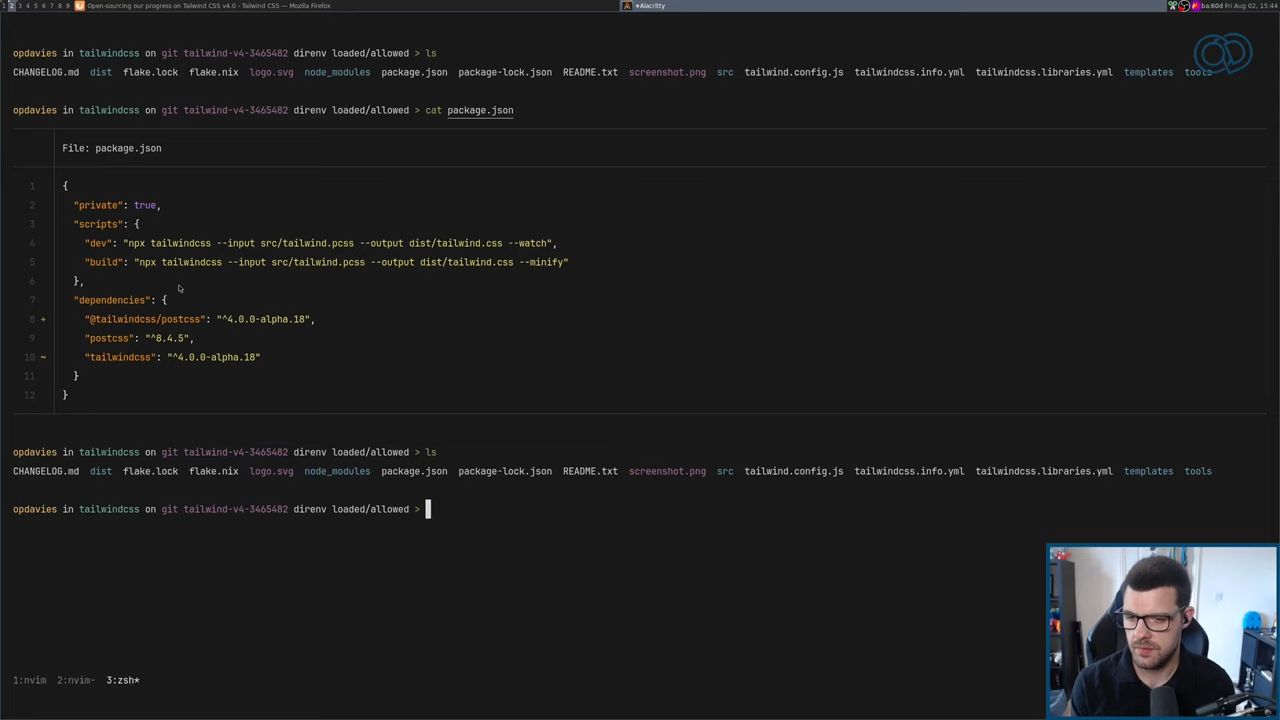 1 2 3 4 5 6 7 8 9 Open-sourcing our progress on Tailwind CSS v4.0 - Tailwind CSS — Mozilla Firefox +Alacritty ba:60d Fri Aug 02, 15:44
opdavies in tailwindcss on git tailwind-v4-3465482 direnv loaded/allowed > ls
CHANGELOG.md dist flake.lock flake.nix logo.svg node_modules package.json package-lock.json README.txt screenshot.png src tailwind.config.js tailwindcss.info.yml tailwindcss.libraries.yml templates tools
opdavies in tailwindcss on git tailwind-v4-3465482 direnv loaded/allowed > cat package.json
File: package.json
1 {
2 "private": true,
3 "scripts": {
4 "dev": "npx tailwindcss --input src/tailwind.pcss --output dist/tailwind.css --watch",
5 "build": "npx tailwindcss --input src/tailwind.pcss --output dist/tailwind.css --minify"
6 },
7 "dependencies": {
8 + "@tailwindcss/postcss": "^4.0.0-alpha.18",
9 "postcss": "^8.4.5",
10 ~ "tailwindcss": "^4.0.0-alpha.18"
11 }
12 }
opdavies in tailwindcss on git tailwind-v4-3465482 direnv loaded/allowed > ls
CHANGELOG.md dist flake.lock flake.nix logo.svg node_modules package.json package-lock.json README.txt screenshot.png src tailwind.config.js tailwindcss.info.yml tailwindcss.libraries.yml templates tools
opdavies in tailwindcss on git tailwind-v4-3465482 direnv loaded/allowed >
1:nvim 2:nvim- 3:zsh*